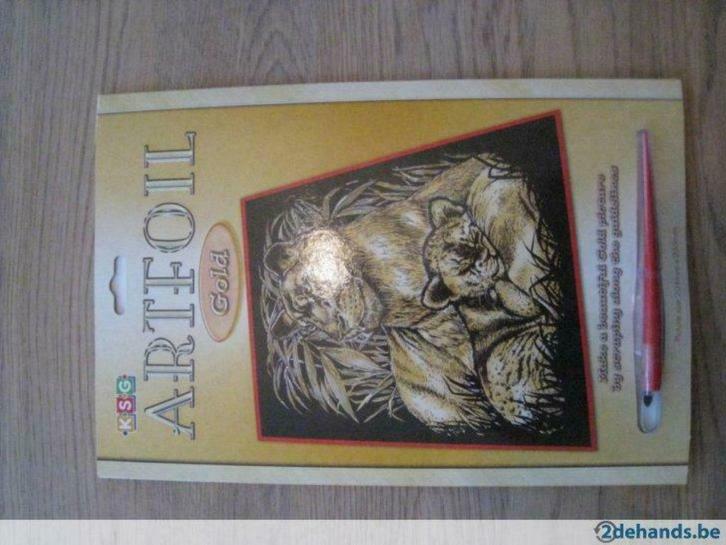 KSG
ARTFOIL
Gold
Make a beautiful Gold picture
by scraping along the guidelines
2dehands.be